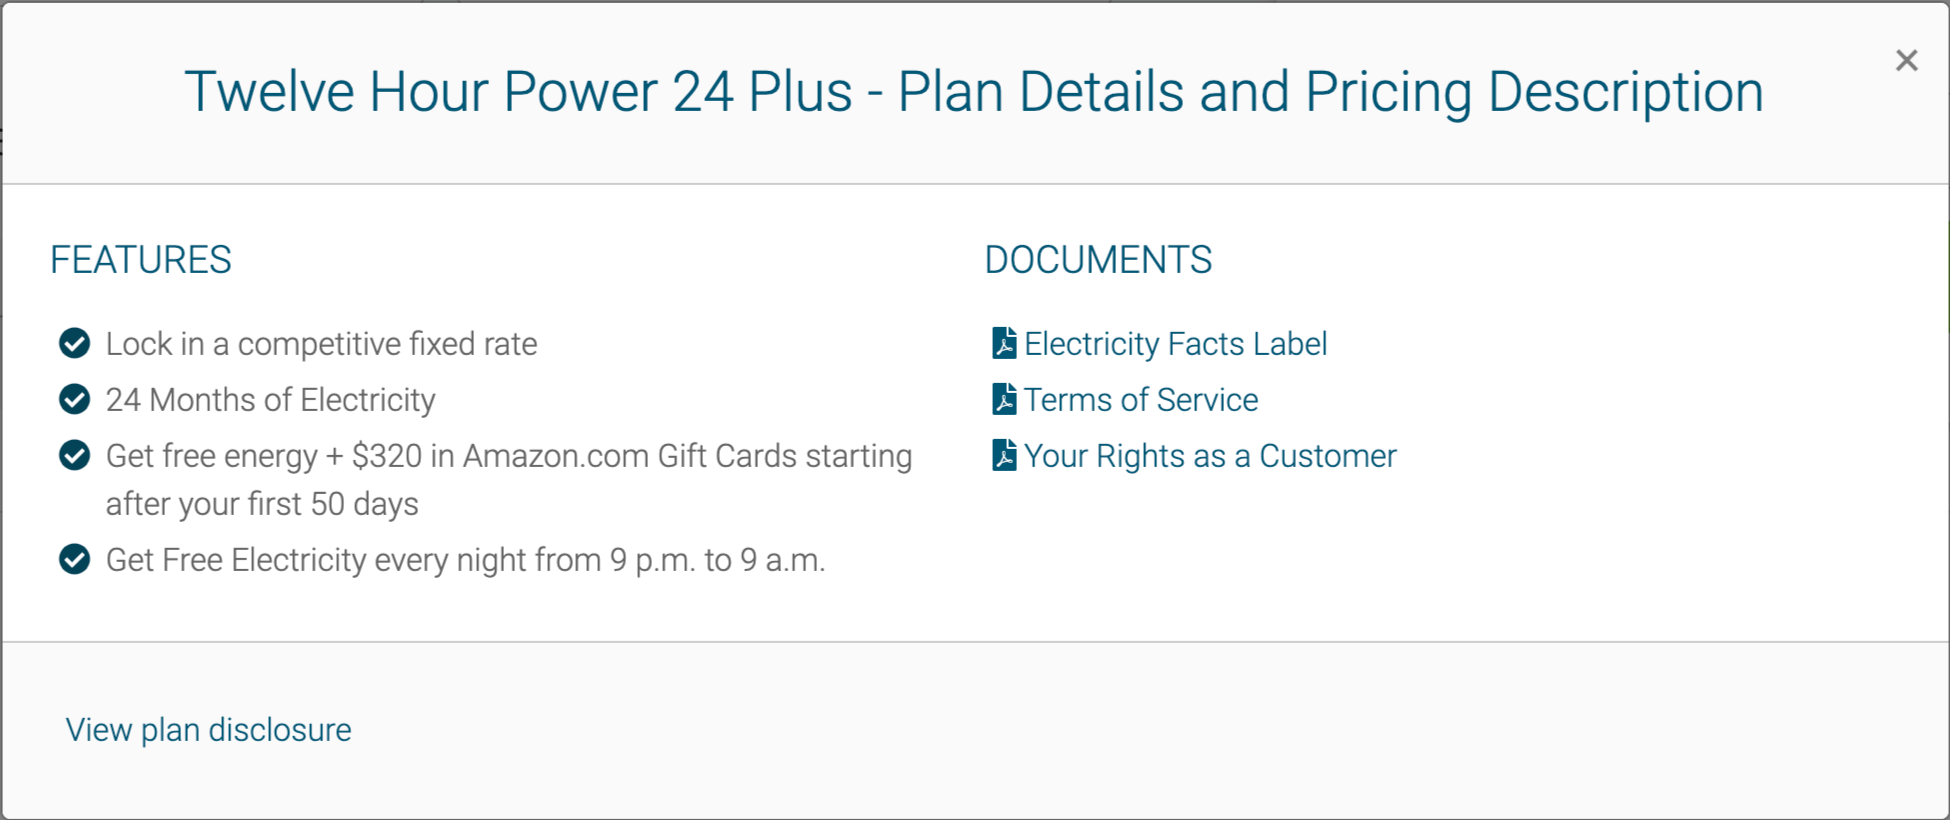 Twelve Hour Power 24 Plus - Plan Details and Pricing Description
FEATURES
Lock in a competitive fixed rate
24 Months of Electricity
Get free energy + $320 in Amazon.com Gift Cards starting
after your first 50 days
Get Free Electricity every night from 9 p.m. to 9 a.m.
DOCUMENTS
Electricity Facts Label
Terms of Service
Your Rights as a Customer
View plan disclosure